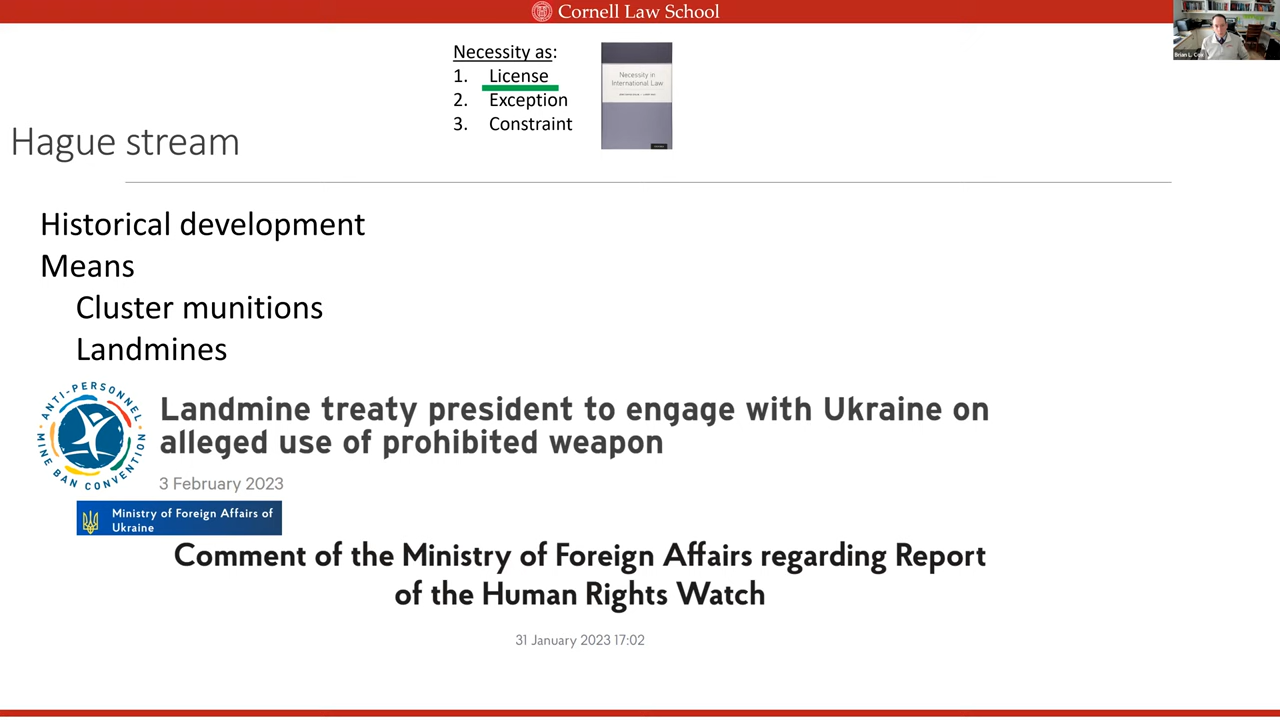 Cornell Law School
Brian L. Cox
Necessity as:
1. License
2. Exception
3. Constraint
Necessity in
International Law
Hague stream
Historical development
Means
Cluster munitions
Landmines
ANTI-PERSONNEL
MINE BAN CONVENTION
Landmine treaty president to engage with Ukraine on
alleged use of prohibited weapon
3 February 2023
Ministry of Foreign Affairs of
Ukraine
Comment of the Ministry of Foreign Affairs regarding Report
of the Human Rights Watch
31 January 2023 17:02